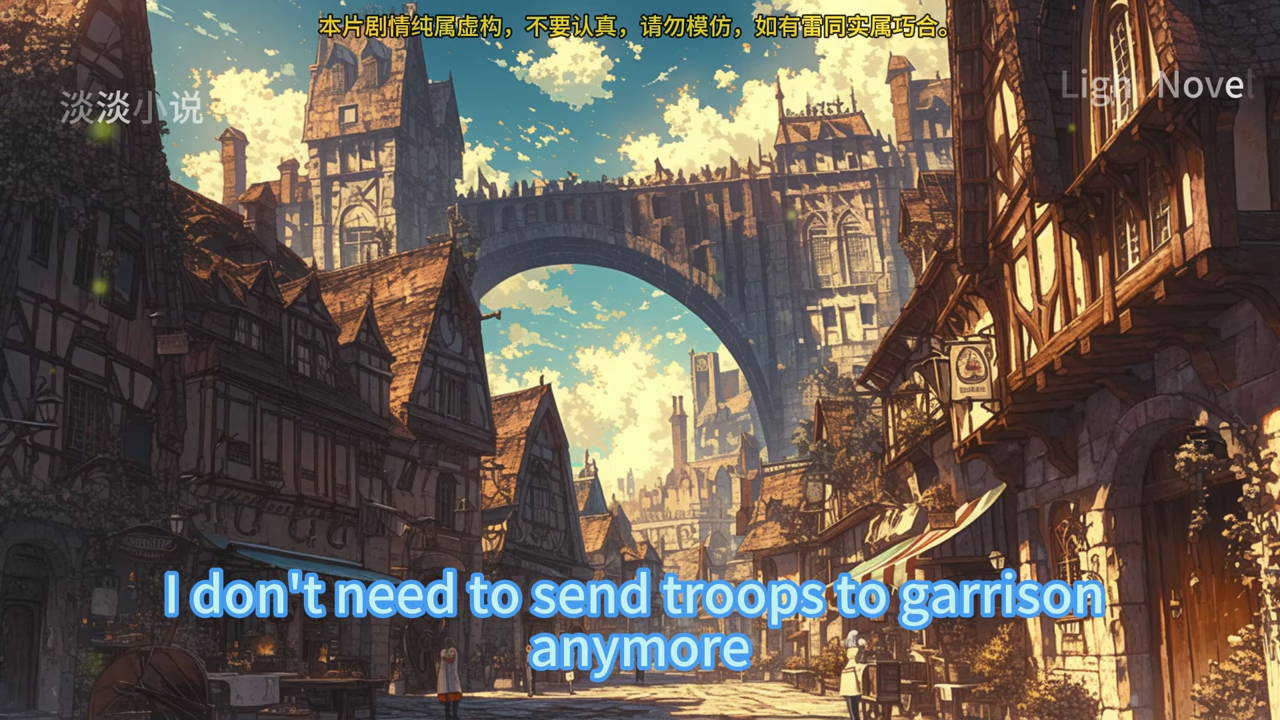 本片剧情纯属虚构，不要认真，请勿模仿，如有雷同实属巧合。
淡淡小说
Light Novel
I don't need to send troops to garrison
anymore